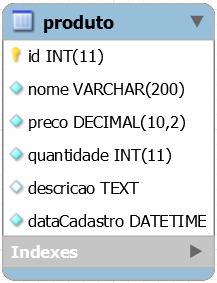 produto
id INT(11)
nome VARCHAR(200)
preco DECIMAL(10,2)
quantidade INT(11)
descricao TEXT
dataCadastro DATETIME
Indexes